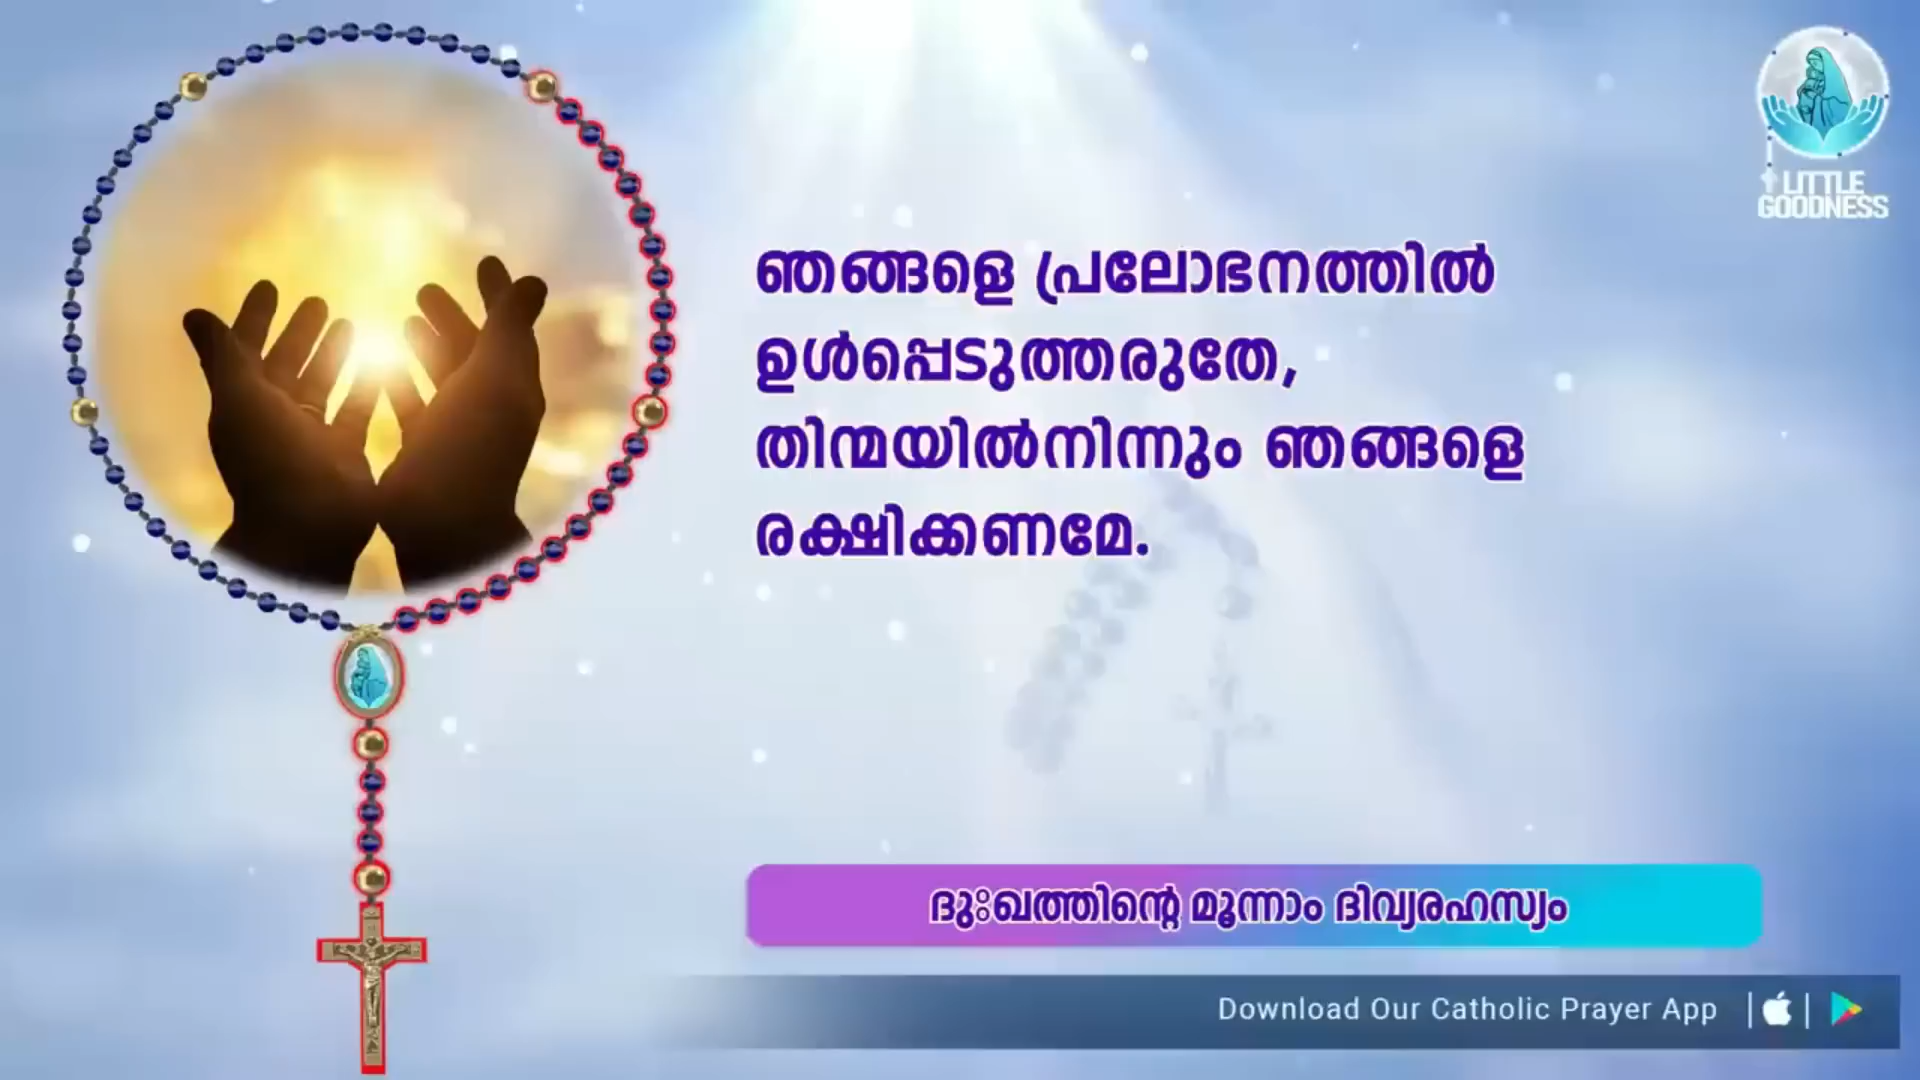 LITTLE
GOODNESS
ഞങ്ങളെ പ്രലോഭനത്തിൽ
ഉൾപ്പെടുത്തരുതേ,
തിന്മയിൽനിന്നും ഞങ്ങളെ
രക്ഷിക്കണമേ.
ദുഃഖത്തിന്റെ മൂന്നാം ദിവ്യരഹസ്യം
Download Our Catholic Prayer App